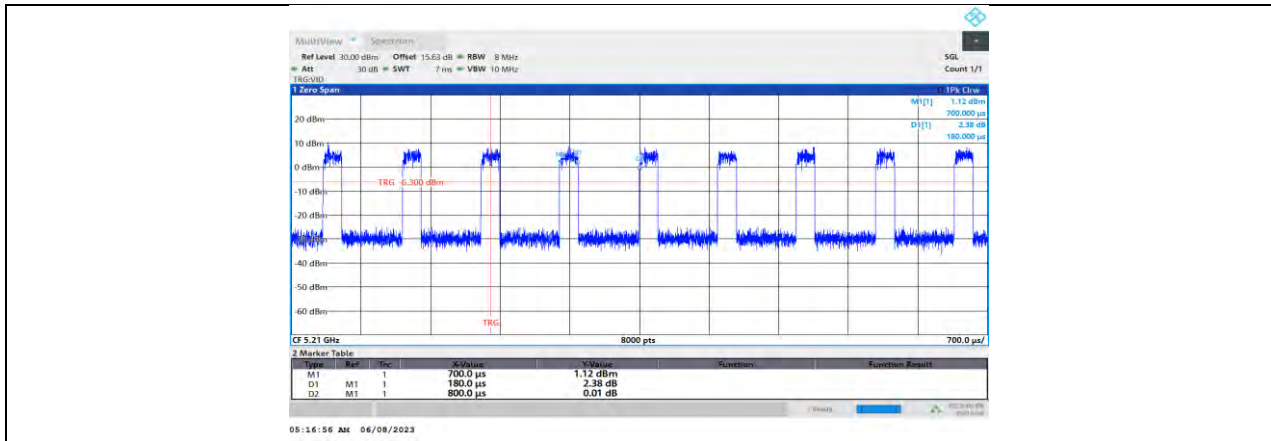 MultiView Spectrum
Ref Level 30.00 dBm Offset 15.63 dB RBW 8 MHz SGL
Att 30 dB SWT 7 ms VBW 10 MHz Count 1/1
TRG:VID
1 Zero Span 1Pk Clrw
M1[1] 1.12 dBm
700.000 µs
20 dBm
D1[1] 2.38 dB
180.000 µs
10 dBm
0 dBm
TRG -6.300 dBm
-10 dBm
-20 dBm
-40 dBm
-50 dBm
-60 dBm
TRG
CF 5.21 GHz 8000 pts 700.0 µs/
2 Marker Table
Type Ref Trc X-Value Y-Value Function Function Result
M1 1 700.0 µs 1.12 dBm
D1 M1 1 180.0 µs 2.38 dB
D2 M1 1 800.0 µs 0.01 dB
Ready
05:16:56 AM 06/08/2023